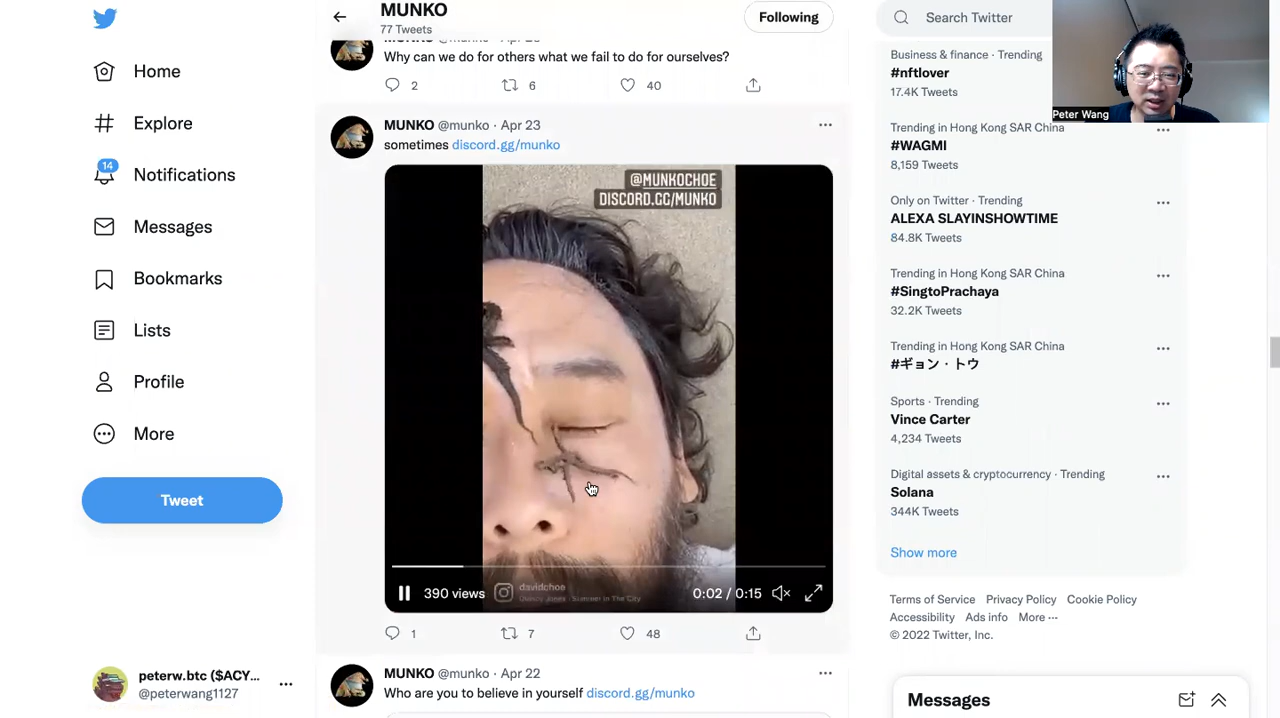 MUNKO
77 Tweets
Following
Search Twitter
Home
Explore
14
Notifications
Messages
Bookmarks
Lists
Profile
More
Tweet
peterw.btc ($ACY...
@peterwang1127
Why can we do for others what we fail to do for ourselves?
2
6
40
MUNKO @munko · Apr 23
sometimes discord.gg/munko
@MUNKOCHOE
DISCORD.GG/MUNKO
390 views
davidchoe
Quincy Jones · Summer in The City
0:02 / 0:15
1
7
48
MUNKO @munko · Apr 22
Who are you to believe in yourself discord.gg/munko
Business & finance · Trending
#nftlover
17.4K Tweets
Trending in Hong Kong SAR China
#WAGMI
8,159 Tweets
Only on Twitter · Trending
ALEXA SLAYINSHOWTIME
84.8K Tweets
Trending in Hong Kong SAR China
#SingtoPrachaya
32.2K Tweets
Trending in Hong Kong SAR China
#ギョン・トウ
Sports · Trending
Vince Carter
4,234 Tweets
Digital assets & cryptocurrency · Trending
Solana
344K Tweets
Show more
Terms of Service Privacy Policy Cookie Policy
Accessibility Ads info More ···
© 2022 Twitter, Inc.
Messages
Peter Wang